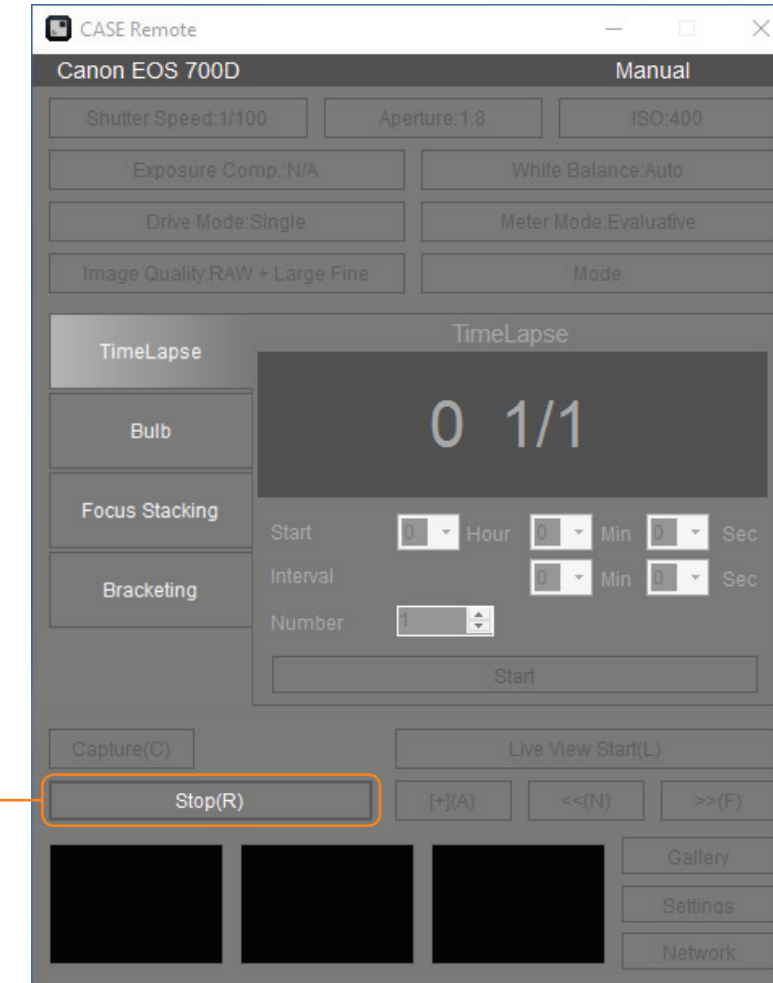 CASE Remote
Canon EOS 700D Manual
Shutter Speed:1/100 Aperture:1.8 ISO:400
Exposure Comp.:N/A White Balance:Auto
Drive Mode:Single Meter Mode:Evaluative
Image Quality:RAW + Large Fine Mode
TimeLapse
Bulb
Focus Stacking
Bracketing
TimeLapse
0 1/1
Start 0 Hour 0 Min 0 Sec
Interval 0 Min 0 Sec
Number 1
Start
Capture(C) Live View Start(L)
Stop(R) [+](A) <<(N) >>(F)
Gallery
Settings
Network